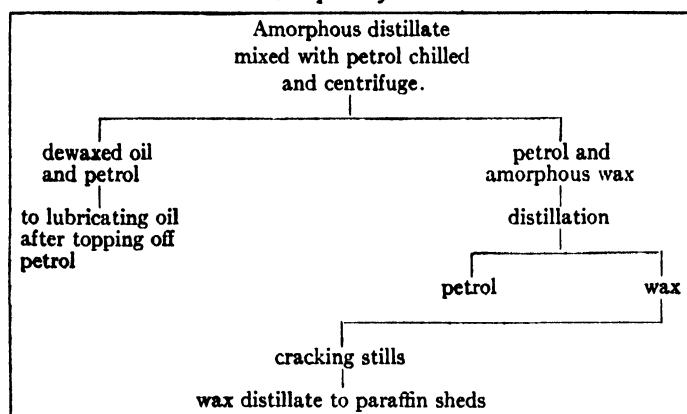 Amorphous distillate
mixed with petrol chilled
and centrifuge.
dewaxed oil
and petrol
petrol and
amorphous wax
to lubricating oil
after topping off
petrol
distillation
petrol
wax
cracking stills
wax distillate to paraffin sheds